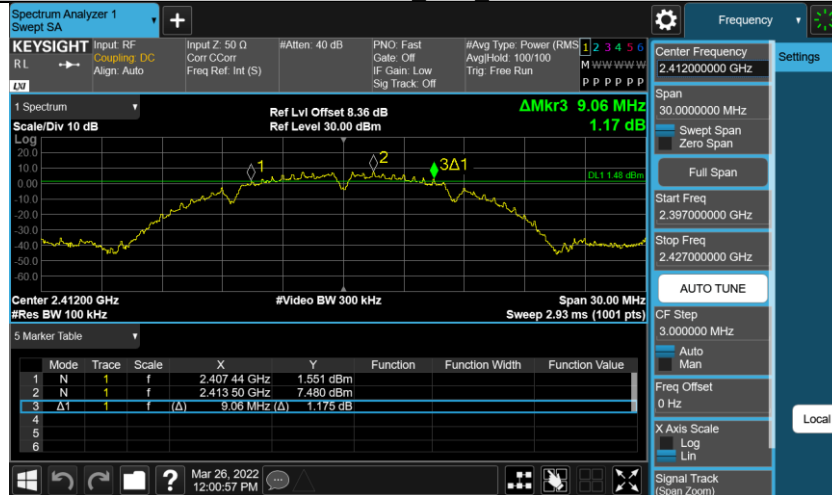 Spectrum Analyzer 1
Swept SA
+
Frequency
KEYSIGHT
RL
LXI
Input: RF
Coupling: DC
Align: Auto
Input Z: 50 Ω
Corr CCorr
Freq Ref: Int (S)
#Atten: 40 dB
PNO: Fast
Gate: Off
IF Gain: Low
Sig Track: Off
#Avg Type: Power (RMS
Avg|Hold: 100/100
Trig: Free Run
1 2 3 4 5 6
M W W W W W
P P P P P P
1 Spectrum
Scale/Div 10 dB
Ref Lvl Offset 8.36 dB
Ref Level 30.00 dBm
ΔMkr3 9.06 MHz
1.17 dB
Log
20.0
10.0
0.00
-10.0
-20.0
-30.0
-40.0
-50.0
-60.0
1
2
3Δ1
DL1 1.48 dBm
Center 2.41200 GHz
#Res BW 100 kHz
#Video BW 300 kHz
Span 30.00 MHz
Sweep 2.93 ms (1001 pts)
5 Marker Table
Mode Trace Scale X Y Function Function Width Function Value
1 N 1 f 2.407 44 GHz 1.551 dBm
2 N 1 f 2.413 50 GHz 7.480 dBm
3 Δ1 1 f (Δ) 9.06 MHz (Δ) 1.175 dB
4
5
6
?
Mar 26, 2022
12:00:57 PM
Center Frequency
2.412000000 GHz
Span
30.0000000 MHz
Swept Span
Zero Span
Full Span
Start Freq
2.397000000 GHz
Stop Freq
2.427000000 GHz
AUTO TUNE
CF Step
3.000000 MHz
Auto
Man
Freq Offset
0 Hz
X Axis Scale
Log
Lin
Signal Track
(Span Zoom)
Settings
Local